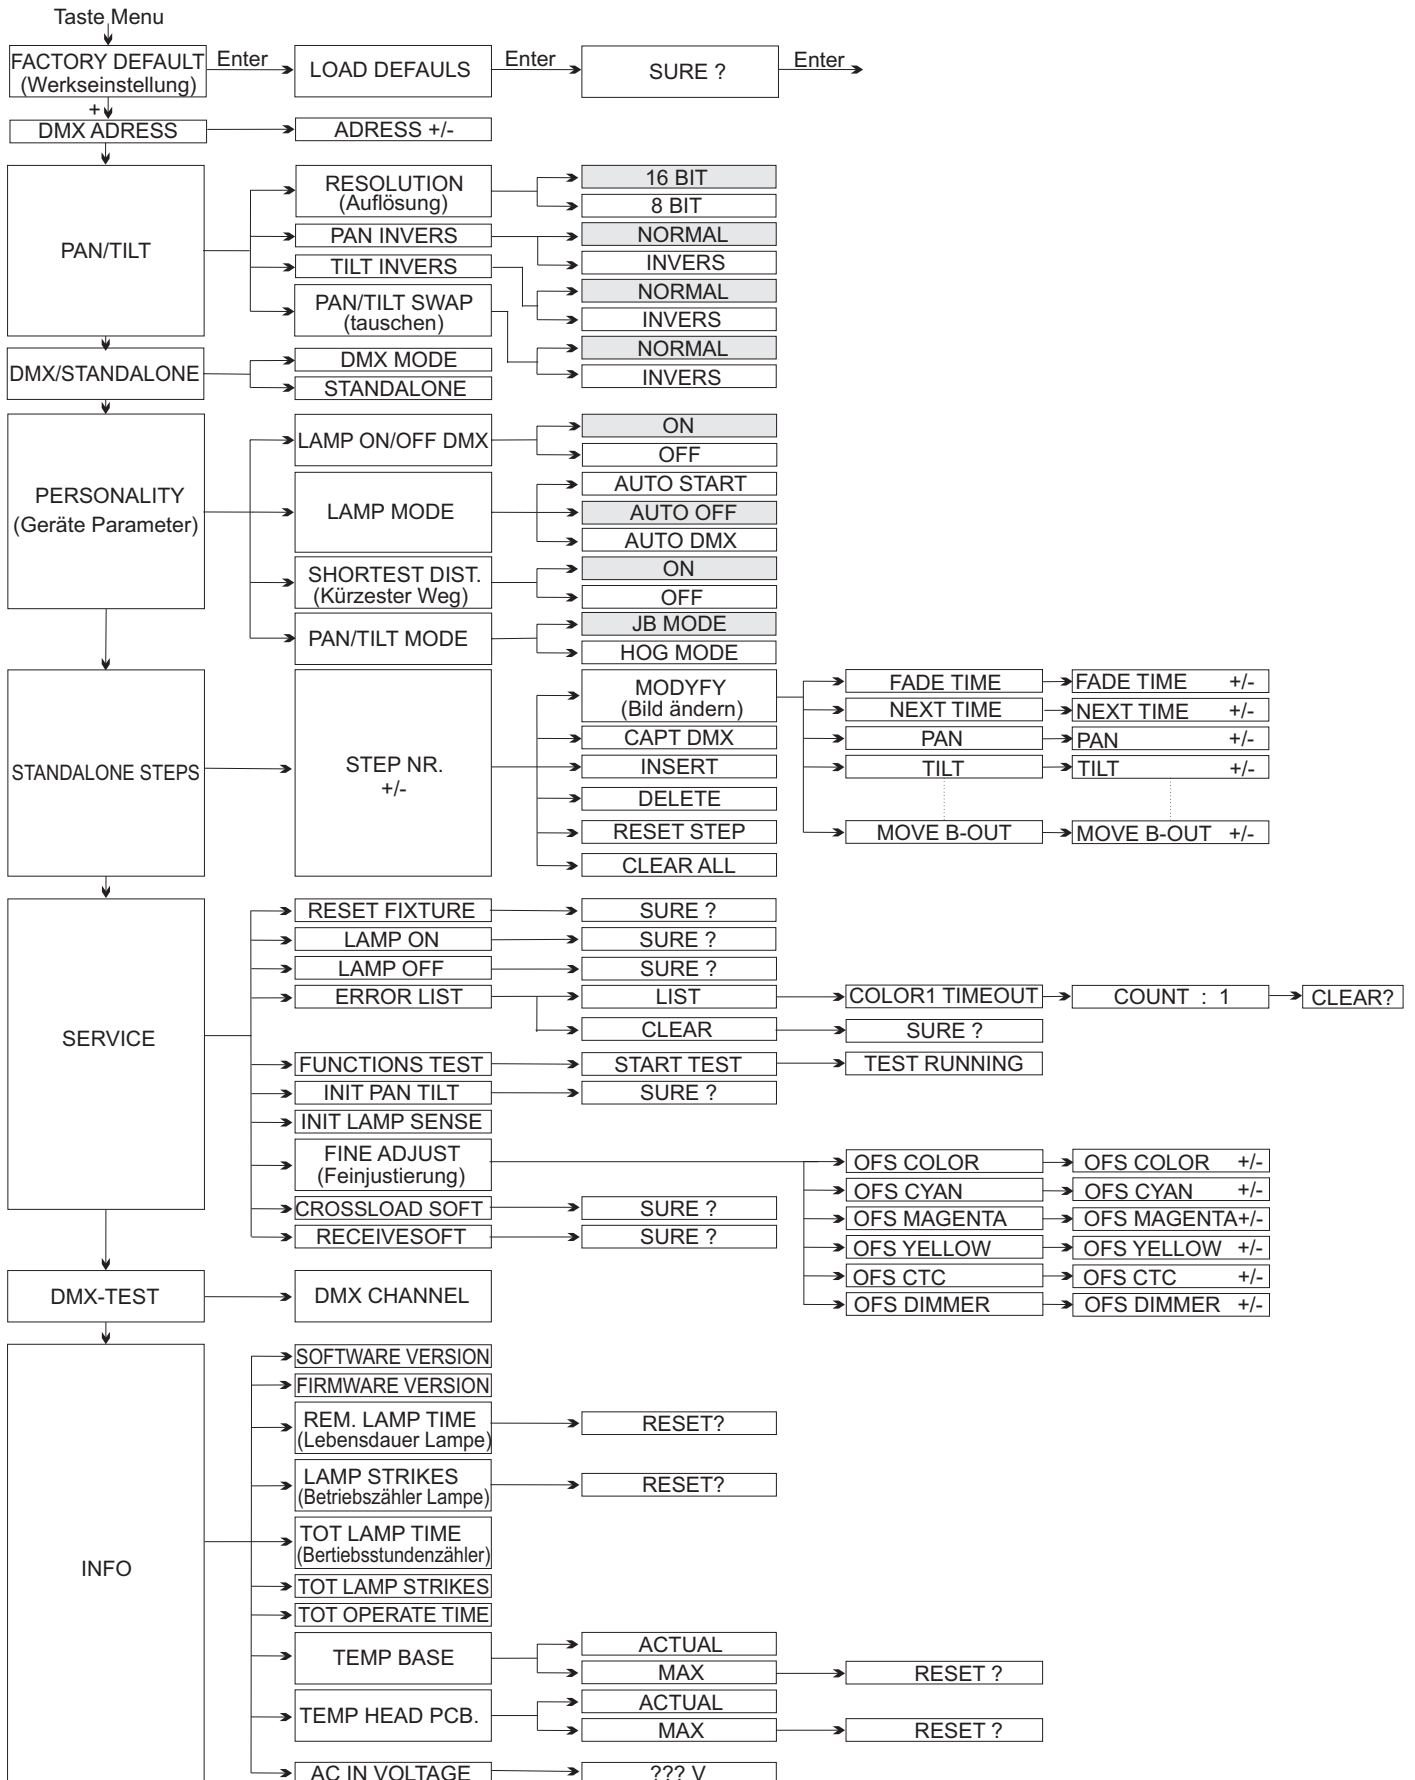 Taste Menu
FACTORY DEFAULT
(Werkseinstellung)
Enter
LOAD DEFAULS
Enter
SURE ?
Enter
+
DMX ADRESS
ADRESS +/-
PAN/TILT
RESOLUTION
(Auflösung)
16 BIT
8 BIT
PAN INVERS
NORMAL
INVERS
TILT INVERS
NORMAL
INVERS
PAN/TILT SWAP
(tauschen)
NORMAL
INVERS
DMX/STANDALONE
DMX MODE
STANDALONE
PERSONALITY
(Geräte Parameter)
LAMP ON/OFF DMX
ON
OFF
LAMP MODE
AUTO START
AUTO OFF
AUTO DMX
SHORTEST DIST.
(Kürzester Weg)
ON
OFF
PAN/TILT MODE
JB MODE
HOG MODE
STANDALONE STEPS
STEP NR.
+/-
MODYFY
(Bild ändern)
FADE TIME
FADE TIME +/-
NEXT TIME
NEXT TIME +/-
PAN
PAN +/-
TILT
TILT +/-
MOVE B-OUT
MOVE B-OUT +/-
CAPT DMX
INSERT
DELETE
RESET STEP
CLEAR ALL
SERVICE
RESET FIXTURE
SURE ?
LAMP ON
SURE ?
LAMP OFF
SURE ?
ERROR LIST
LIST
COLOR1 TIMEOUT
COUNT : 1
CLEAR?
CLEAR
SURE ?
FUNCTIONS TEST
START TEST
TEST RUNNING
INIT PAN TILT
SURE ?
INIT LAMP SENSE
FINE ADJUST
(Feinjustierung)
OFS COLOR
OFS COLOR +/-
OFS CYAN
OFS CYAN +/-
OFS MAGENTA
OFS MAGENTA+/-
OFS YELLOW
OFS YELLOW +/-
OFS CTC
OFS CTC +/-
OFS DIMMER
OFS DIMMER +/-
CROSSLOAD SOFT
SURE ?
RECEIVESOFT
SURE ?
DMX-TEST
DMX CHANNEL
INFO
SOFTWARE VERSION
FIRMWARE VERSION
REM. LAMP TIME
(Lebensdauer Lampe)
RESET?
LAMP STRIKES
(Betriebszähler Lampe)
RESET?
TOT LAMP TIME
(Bertiebsstundenzähler)
TOT LAMP STRIKES
TOT OPERATE TIME
TEMP BASE
ACTUAL
MAX
RESET ?
TEMP HEAD PCB.
ACTUAL
MAX
RESET ?
AC IN VOLTAGE
??? V